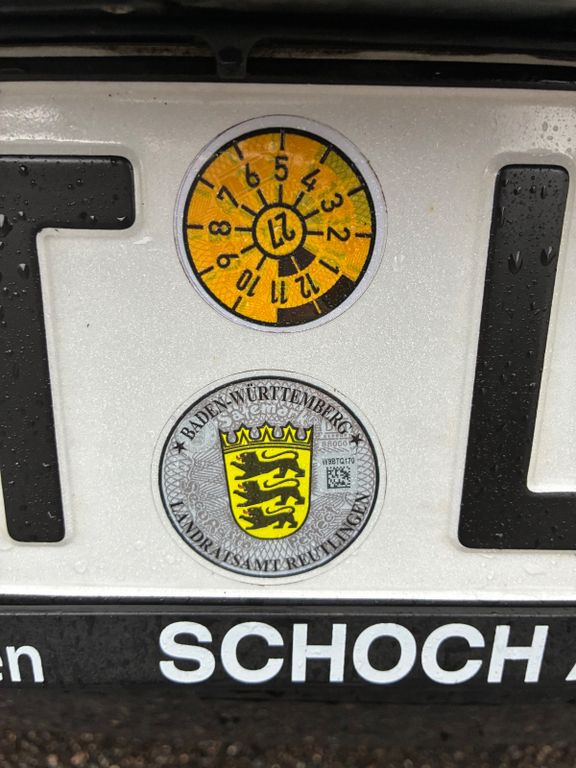 T L
5
6 4
7 3
8 27 2
9 1
10 11 12
★ BADEN-WÜRTTEMBERG ★
W9BTQ170
LANDRATSAMT REUTLINGEN
en SCHOCH